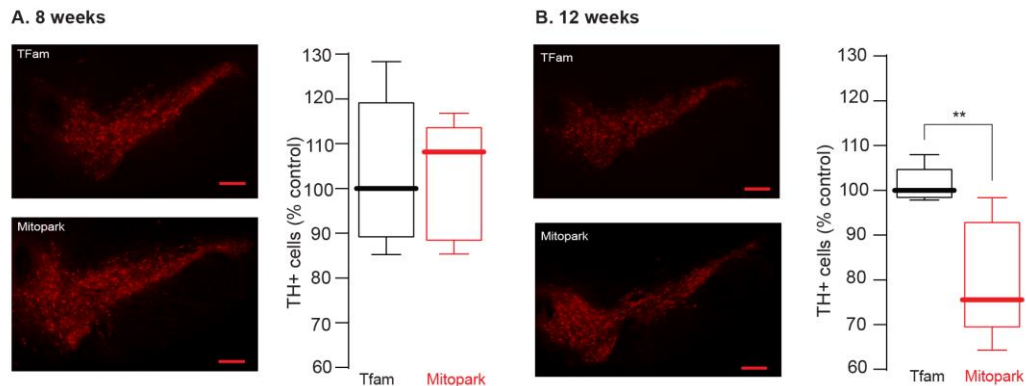 A. 8 weeks
TFam
Mitopark
TH+ cells (% control)
130
120
110
100
90
80
70
60
Tfam
Mitopark
B. 12 weeks
TFam
Mitopark
TH+ cells (% control)
130
120
110
100
90
80
70
60
**
Tfam
Mitopark